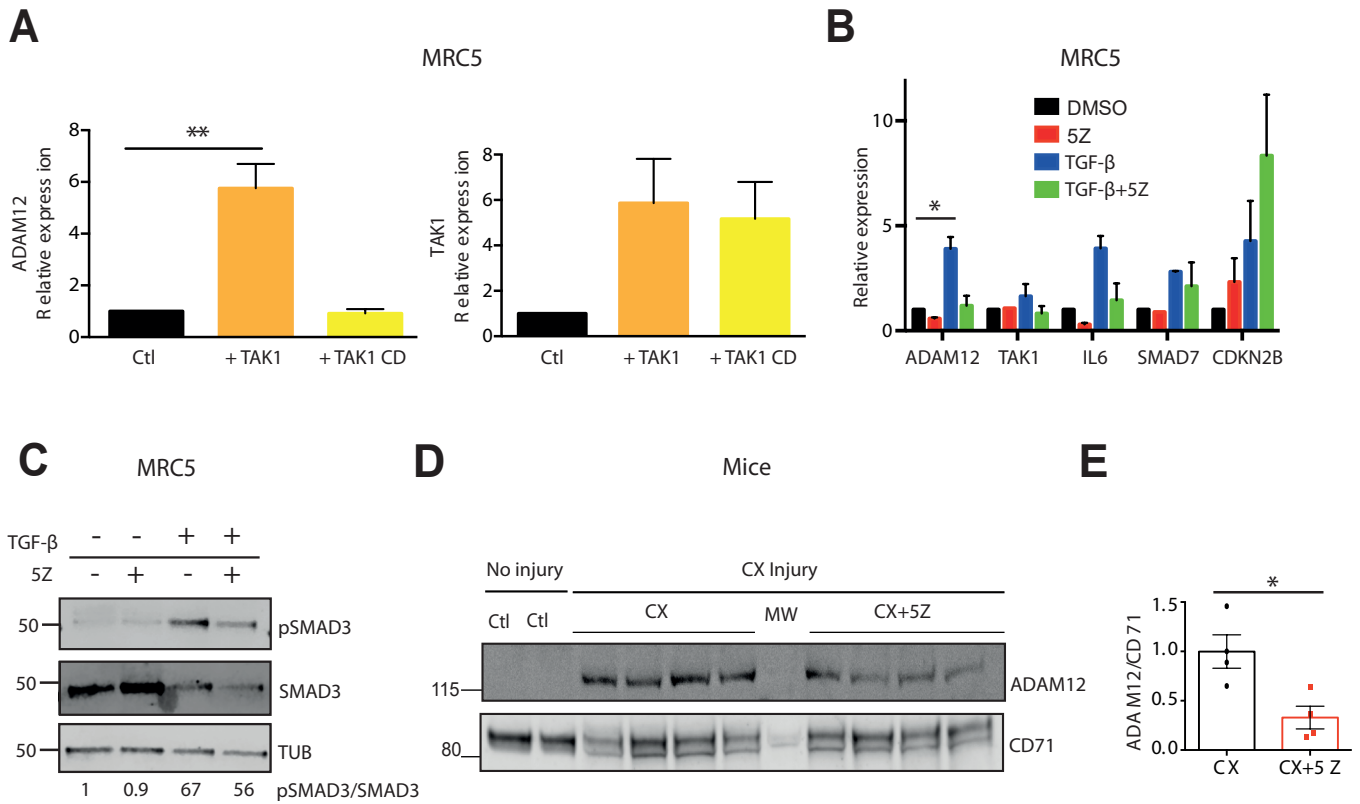 A
MRC5
ADAM12
R elative express ion
8
6
4
2
0
**
Ctl
+ TAK1
+ TAK1 CD
TAK1
R elative express ion
8
6
4
2
0
Ctl
+ TAK1
+ TAK1 CD
B
MRC5
Relative expression
10
5
0
DMSO
5Z
TGF-β
TGF-β+5Z
*
ADAM12
TAK1
IL6
SMAD7
CDKN2B
C
MRC5
TGF-β - - + +
5Z - + - +
50 pSMAD3
50 SMAD3
50 TUB
1 0.9 67 56 pSMAD3/SMAD3
D
Mice
No injury CX Injury
Ctl Ctl CX MW CX+5Z
115 ADAM12
80 CD71
E
*
ADA M12/CD 71
1.5
1.0
0.5
0.0
C X
CX+5 Z